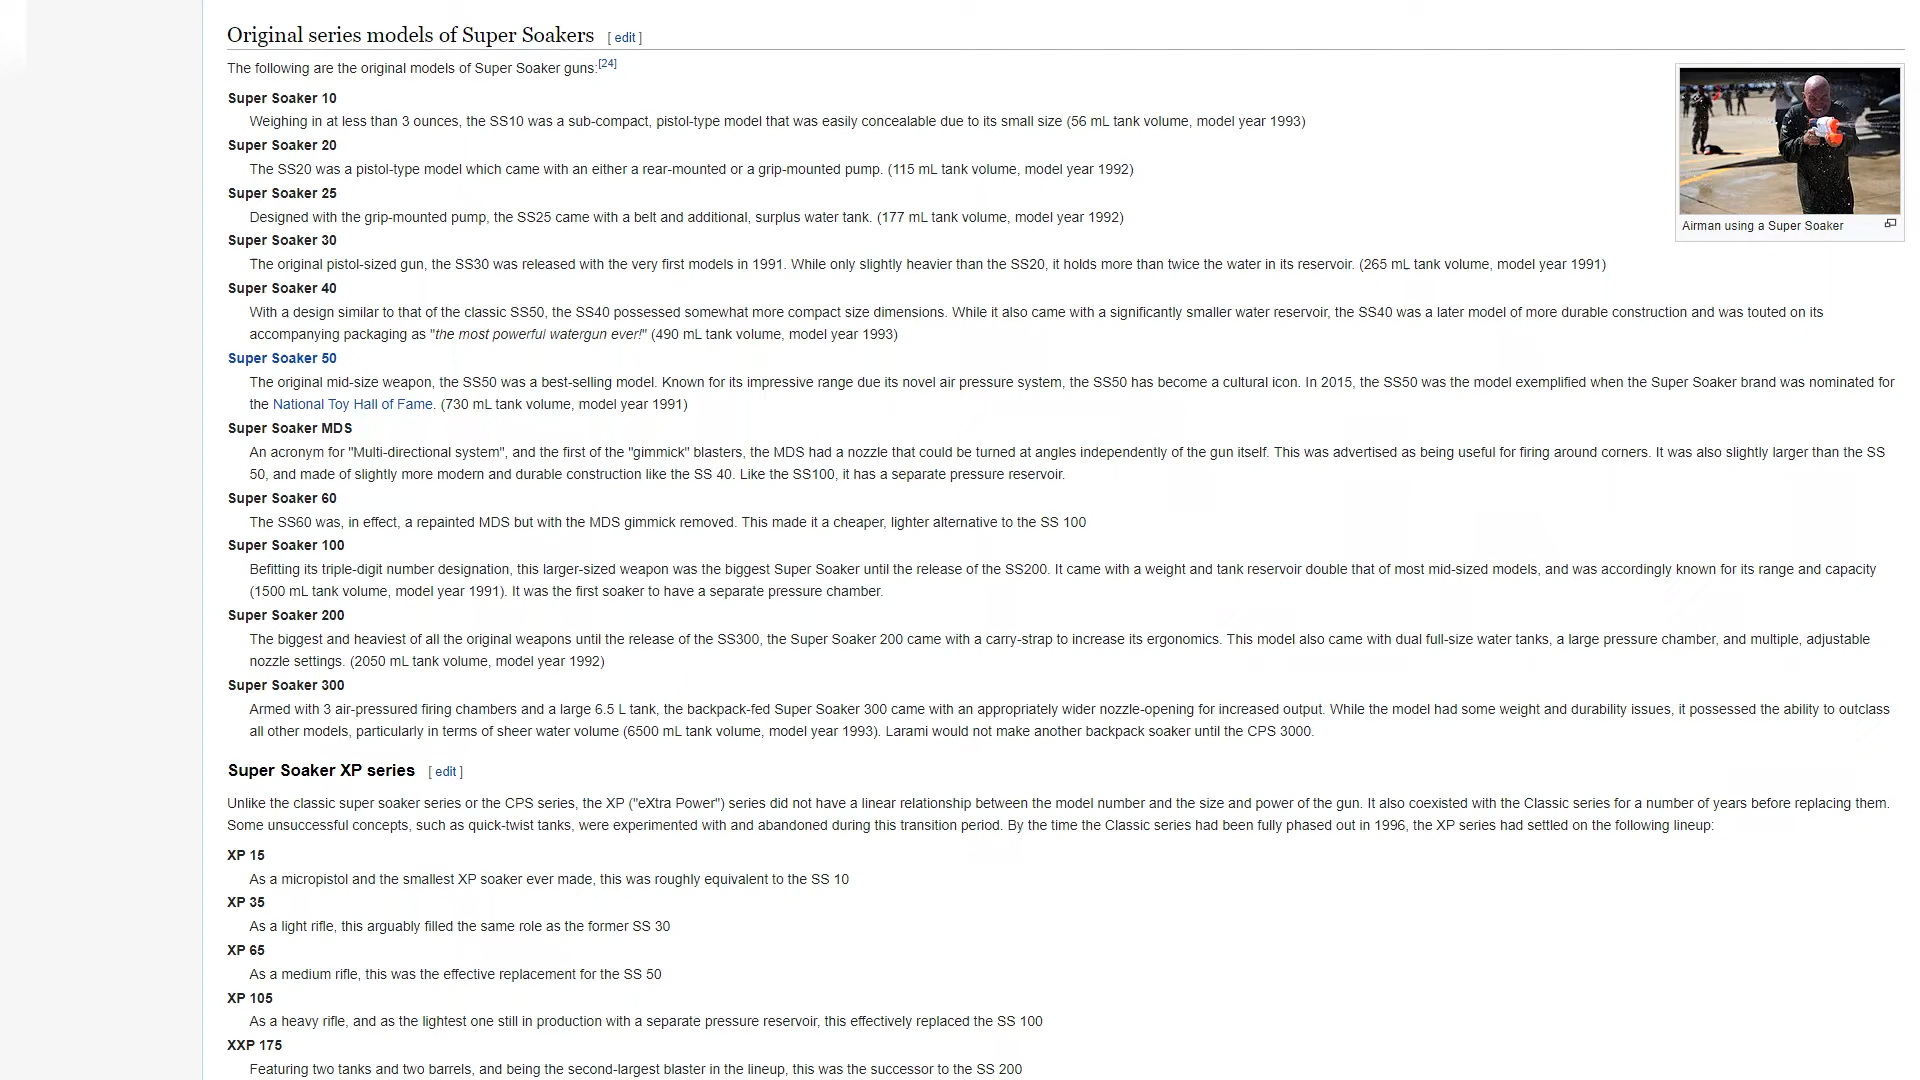 Original series models of Super Soakers [ edit ]
The following are the original models of Super Soaker guns:[24]
Super Soaker 10
Weighing in at less than 3 ounces, the SS10 was a sub-compact, pistol-type model that was easily concealable due to its small size (56 mL tank volume, model year 1993)
Super Soaker 20
The SS20 was a pistol-type model which came with an either a rear-mounted or a grip-mounted pump. (115 mL tank volume, model year 1992)
Super Soaker 25
Designed with the grip-mounted pump, the SS25 came with a belt and additional, surplus water tank. (177 mL tank volume, model year 1992)
Airman using a Super Soaker
Super Soaker 30
The original pistol-sized gun, the SS30 was released with the very first models in 1991. While only slightly heavier than the SS20, it holds more than twice the water in its reservoir. (265 mL tank volume, model year 1991)
Super Soaker 40
With a design similar to that of the classic SS50, the SS40 possessed somewhat more compact size dimensions. While it also came with a significantly smaller water reservoir, the SS40 was a later model of more durable construction and was touted on its
accompanying packaging as "the most powerful watergun ever!" (490 mL tank volume, model year 1993)
Super Soaker 50
The original mid-size weapon, the SS50 was a best-selling model. Known for its impressive range due its novel air pressure system, the SS50 has become a cultural icon. In 2015, the SS50 was the model exemplified when the Super Soaker brand was nominated for
the National Toy Hall of Fame. (730 mL tank volume, model year 1991)
Super Soaker MDS
An acronym for "Multi-directional system", and the first of the "gimmick" blasters, the MDS had a nozzle that could be turned at angles independently of the gun itself. This was advertised as being useful for firing around corners. It was also slightly larger than the SS
50, and made of slightly more modern and durable construction like the SS 40. Like the SS100, it has a separate pressure reservoir.
Super Soaker 60
The SS60 was, in effect, a repainted MDS but with the MDS gimmick removed. This made it a cheaper, lighter alternative to the SS 100
Super Soaker 100
Befitting its triple-digit number designation, this larger-sized weapon was the biggest Super Soaker until the release of the SS200. It came with a weight and tank reservoir double that of most mid-sized models, and was accordingly known for its range and capacity
(1500 mL tank volume, model year 1991). It was the first soaker to have a separate pressure chamber.
Super Soaker 200
The biggest and heaviest of all the original weapons until the release of the SS300, the Super Soaker 200 came with a carry-strap to increase its ergonomics. This model also came with dual full-size water tanks, a large pressure chamber, and multiple, adjustable
nozzle settings. (2050 mL tank volume, model year 1992)
Super Soaker 300
Armed with 3 air-pressured firing chambers and a large 6.5 L tank, the backpack-fed Super Soaker 300 came with an appropriately wider nozzle-opening for increased output. While the model had some weight and durability issues, it possessed the ability to outclass
all other models, particularly in terms of sheer water volume (6500 mL tank volume, model year 1993). Larami would not make another backpack soaker until the CPS 3000.
Super Soaker XP series [ edit ]
Unlike the classic super soaker series or the CPS series, the XP ("eXtra Power") series did not have a linear relationship between the model number and the size and power of the gun. It also coexisted with the Classic series for a number of years before replacing them.
Some unsuccessful concepts, such as quick-twist tanks, were experimented with and abandoned during this transition period. By the time the Classic series had been fully phased out in 1996, the XP series had settled on the following lineup:
XP 15
As a micropistol and the smallest XP soaker ever made, this was roughly equivalent to the SS 10
XP 35
As a light rifle, this arguably filled the same role as the former SS 30
XP 65
As a medium rifle, this was the effective replacement for the SS 50
XP 105
As a heavy rifle, and as the lightest one still in production with a separate pressure reservoir, this effectively replaced the SS 100
XXP 175
Featuring two tanks and two barrels, and being the second-largest blaster in the lineup, this was the successor to the SS 200